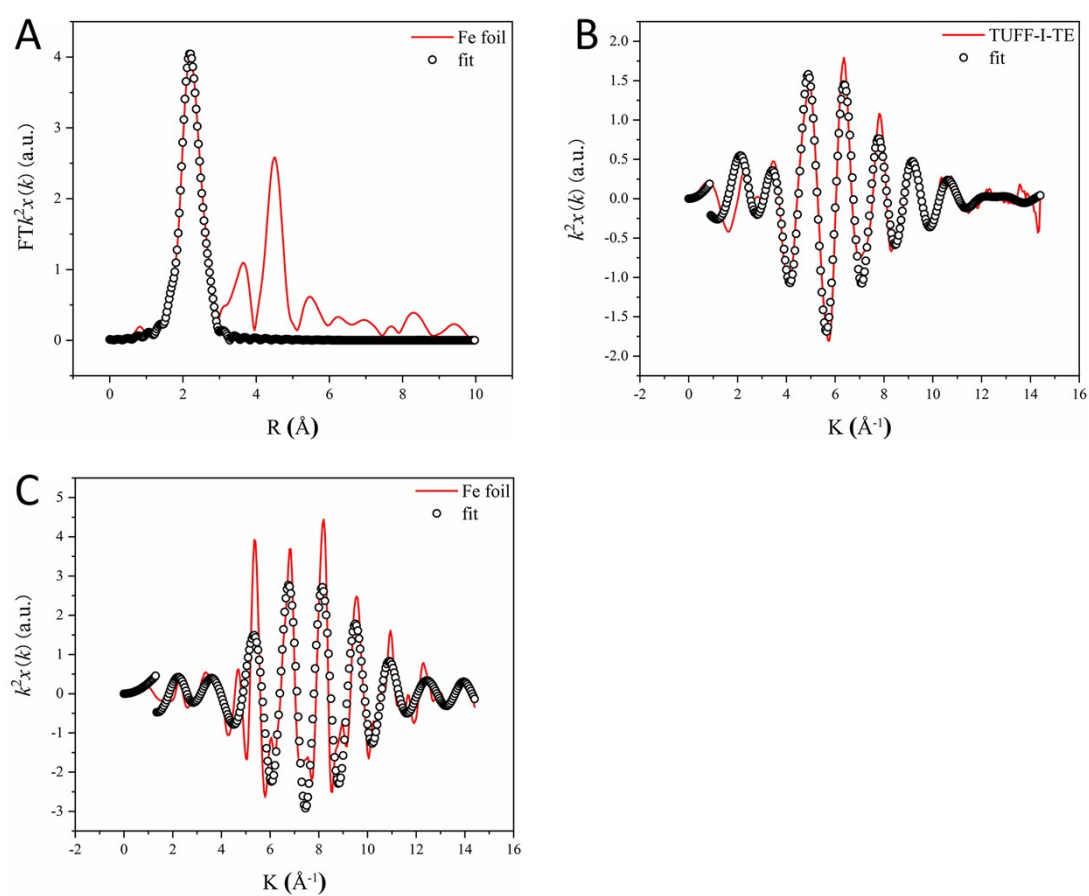 A
Fe foil
fit
FTk²x(k) (a.u.)
4
3
2
1
0
0 2 4 6 8 10
R (Å)
B
TUFF-I-TE
fit
k²x(k) (a.u.)
2.0
1.5
1.0
0.5
0.0
-0.5
-1.0
-1.5
-2.0
-2 0 2 4 6 8 10 12 14 16
K (Å⁻¹)
C
Fe foil
fit
k²x(k) (a.u.)
5
4
3
2
1
0
-1
-2
-3
-2 0 2 4 6 8 10 12 14 16
K (Å⁻¹)